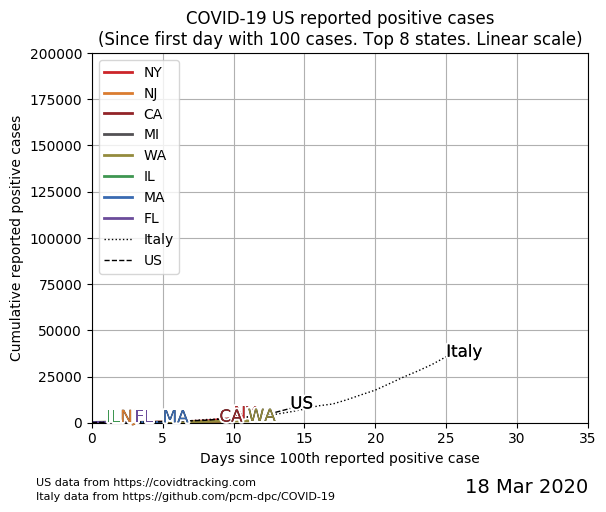 COVID-19 US reported positive cases
(Since first day with 100 cases. Top 8 states. Linear scale)
Cumulative reported positive cases
200000
175000
150000
125000
100000
75000
50000
25000
0
NY
NJ
CA
MI
WA
IL
MA
FL
Italy
US
Italy
US
IL
FL
MA
CA
WA
0 5 10 15 20 25 30 35
Days since 100th reported positive case
US data from https://covidtracking.com
Italy data from https://github.com/pcm-dpc/COVID-19
18 Mar 2020